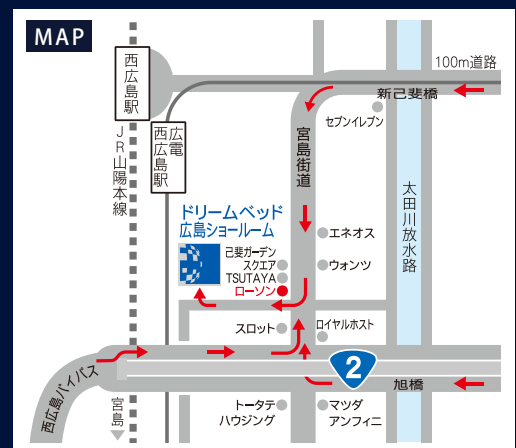 MAP
100m道路
西広島駅
新己斐橋
セブンイレブン
広電
西広島駅
JR山陽本線
宮島街道
太田川放水路
ドリームベッド
広島ショールーム
エネオス
己斐ガーデン
スクエア
ウォンツ
TSUTAYA
ローソン
スロット
ロイヤルホスト
2
西広島バイパス
旭橋
宮島
トータテ
ハウジング
マツダ
アンフィニ